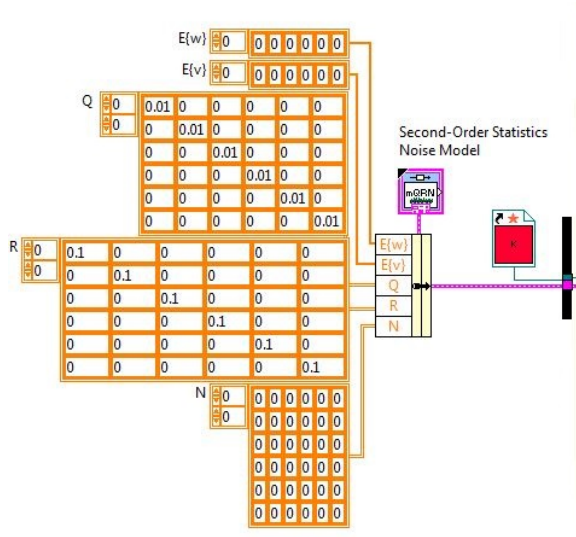 E{w} 0 0 0 0 0 0 0
E{v} 0 0 0 0 0 0 0
Q 0 0.01 0 0 0 0 0
0 0 0.01 0 0 0 0
0 0 0.01 0 0 0
0 0 0 0.01 0 0
0 0 0 0 0.01 0
0 0 0 0 0 0.01
Second-Order Statistics
Noise Model
mQRN
K
R 0 0.1 0 0 0 0 0
0 0 0.1 0 0 0 0
0 0 0.1 0 0 0
0 0 0 0.1 0 0
0 0 0 0 0.1 0
0 0 0 0 0 0.1
E{w}
E{v}
Q
R
N
N 0 0 0 0 0 0 0
0 0 0 0 0 0 0
0 0 0 0 0 0
0 0 0 0 0 0
0 0 0 0 0 0
0 0 0 0 0 0